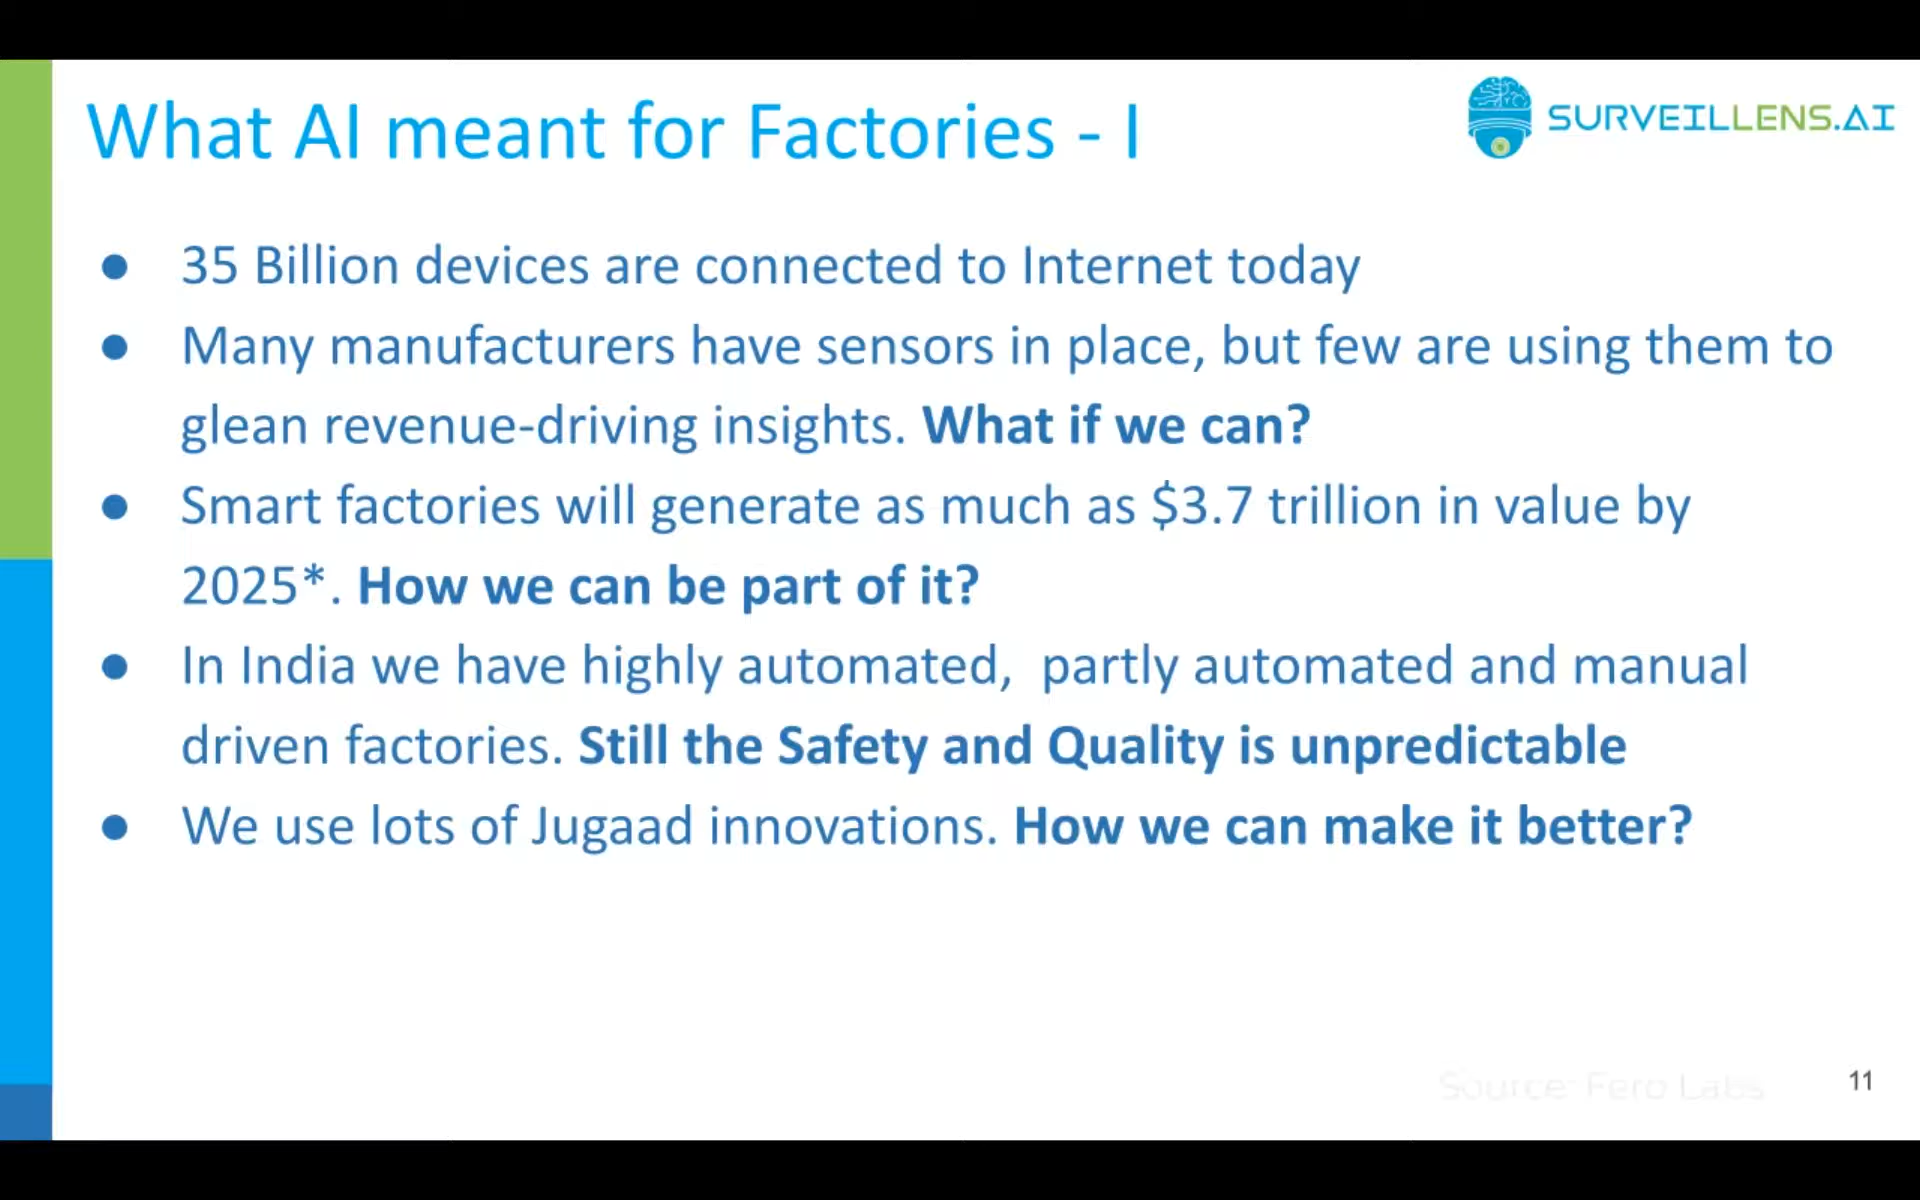 What AI meant for Factories - I
SURVEILLENS.AI
● 35 Billion devices are connected to Internet today
● Many manufacturers have sensors in place, but few are using them to
glean revenue-driving insights. What if we can?
● Smart factories will generate as much as $3.7 trillion in value by
2025*. How we can be part of it?
● In India we have highly automated,  partly automated and manual
driven factories. Still the Safety and Quality is unpredictable
● We use lots of Jugaad innovations. How we can make it better?
Source: Fero Labs
11